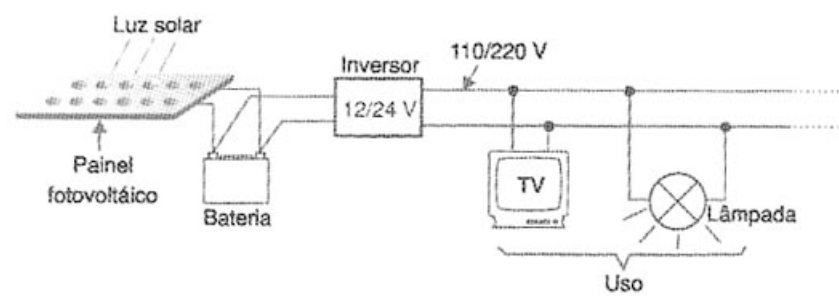 Luz solar
Inversor
110/220 V
12/24 V
Painel
fotovoltáico
Bateria
TV
Lâmpada
Uso